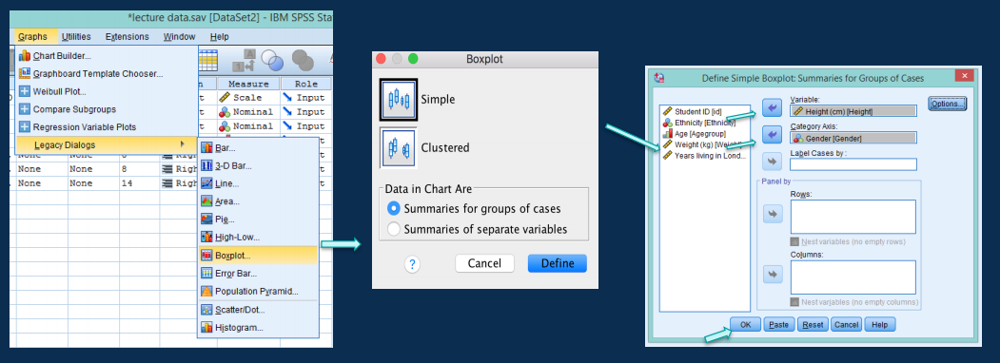 *lecture data.sav [DataSet2] - IBM SPSS Sta
Graphs Utilities Extensions Window Help
Chart Builder...
Graphboard Template Chooser...
Weibull Plot...
Compare Subgroups
Regression Variable Plots
Legacy Dialogs
Measure Role
Scale Input
Nominal Input
Nominal Input
None None 8 Righ
None None 14 Righ
Bar...
3-D Bar...
Line...
Area...
Pie...
High-Low...
Boxplot...
Error Bar...
Population Pyramid...
Scatter/Dot...
Histogram...
Boxplot
Simple
Clustered
Data in Chart Are
Summaries for groups of cases
Summaries of separate variables
? Cancel Define
Define Simple Boxplot: Summaries for Groups of Cases
Student ID [id]
Ethnicity [Ethnicity]
Age [Agegroup]
Weight (kg) [Weight]
Years living in Lond...
Variable:
Height (cm) [Height]
Options...
Category Axis:
Gender [Gender]
Label Cases by:
Panel by
Rows:
Nest variables (no empty rows)
Columns:
Nest variables (no empty columns)
OK Paste Reset Cancel Help